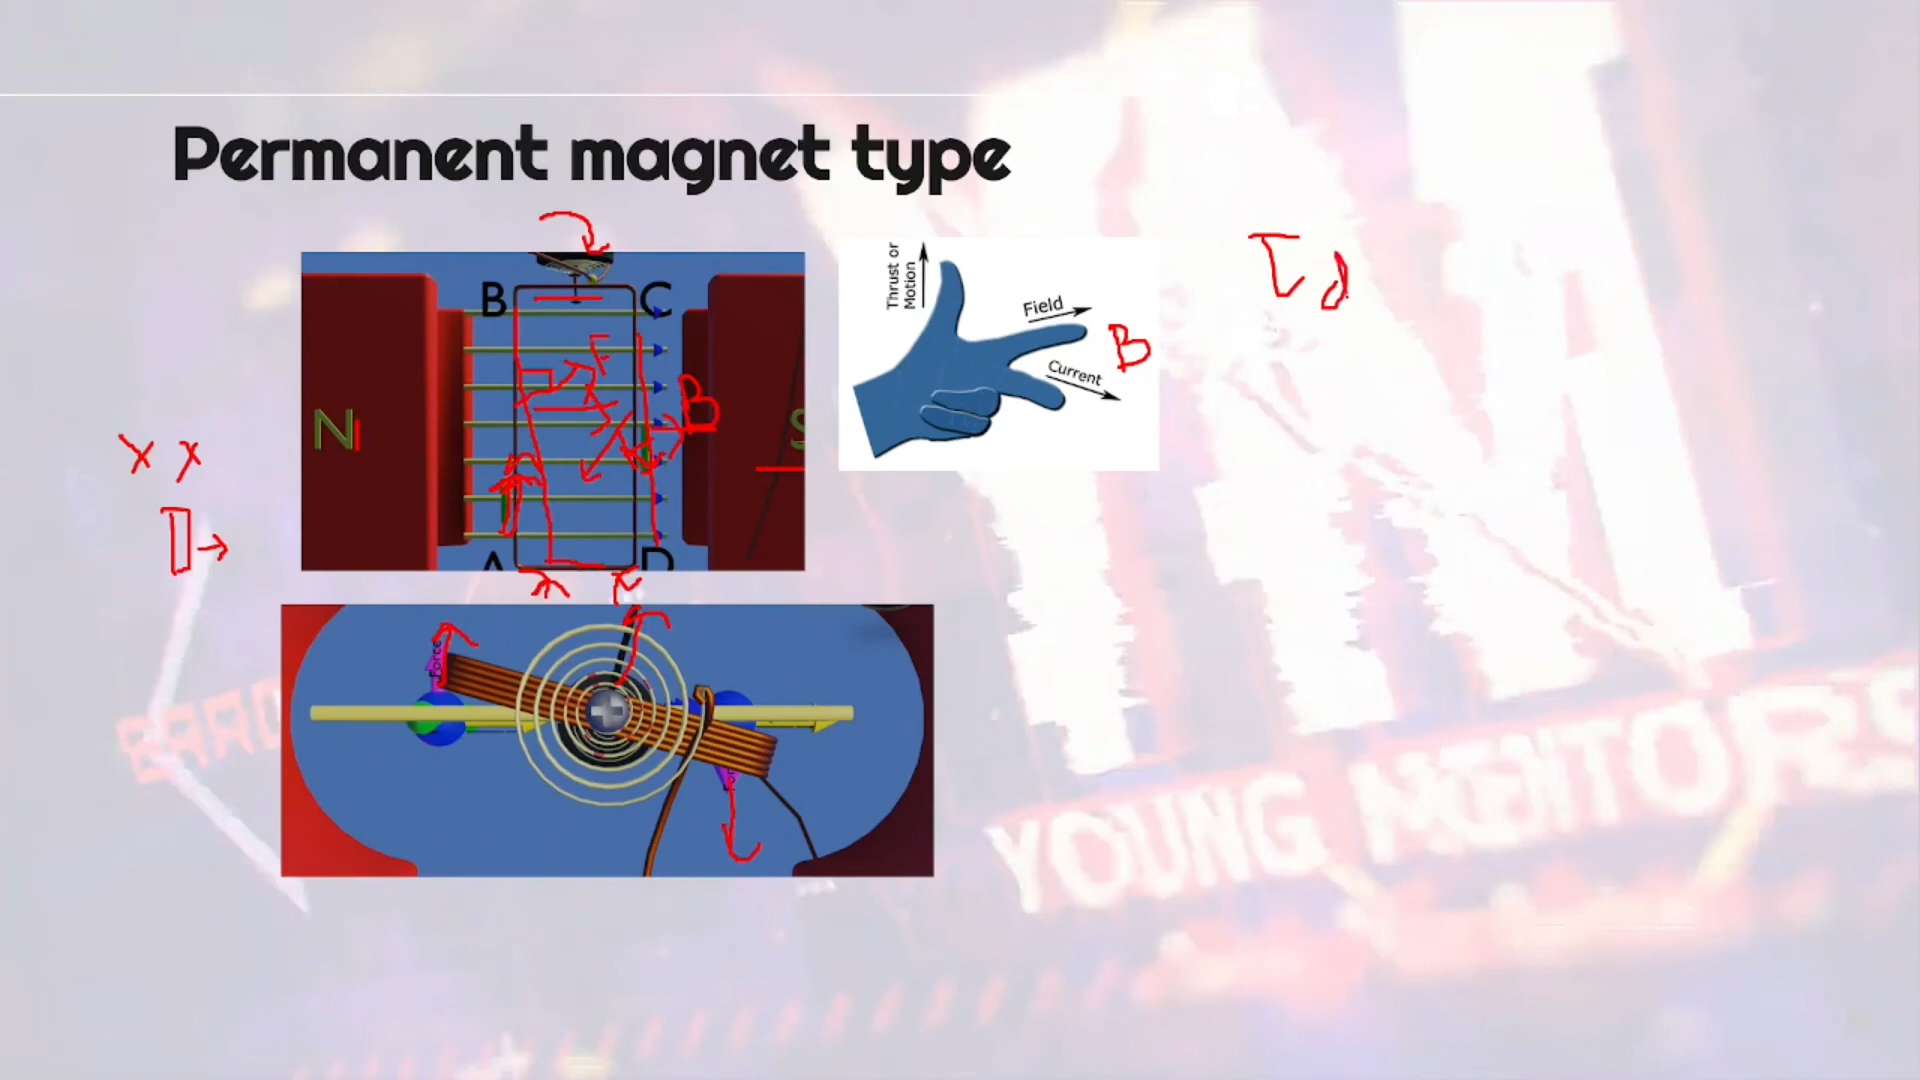 Permanent magnet type
B C
N S
A D
F
B
Thrust or
Motion
Field
Current
B
Td
x x
Force
YOUNG MENTORS